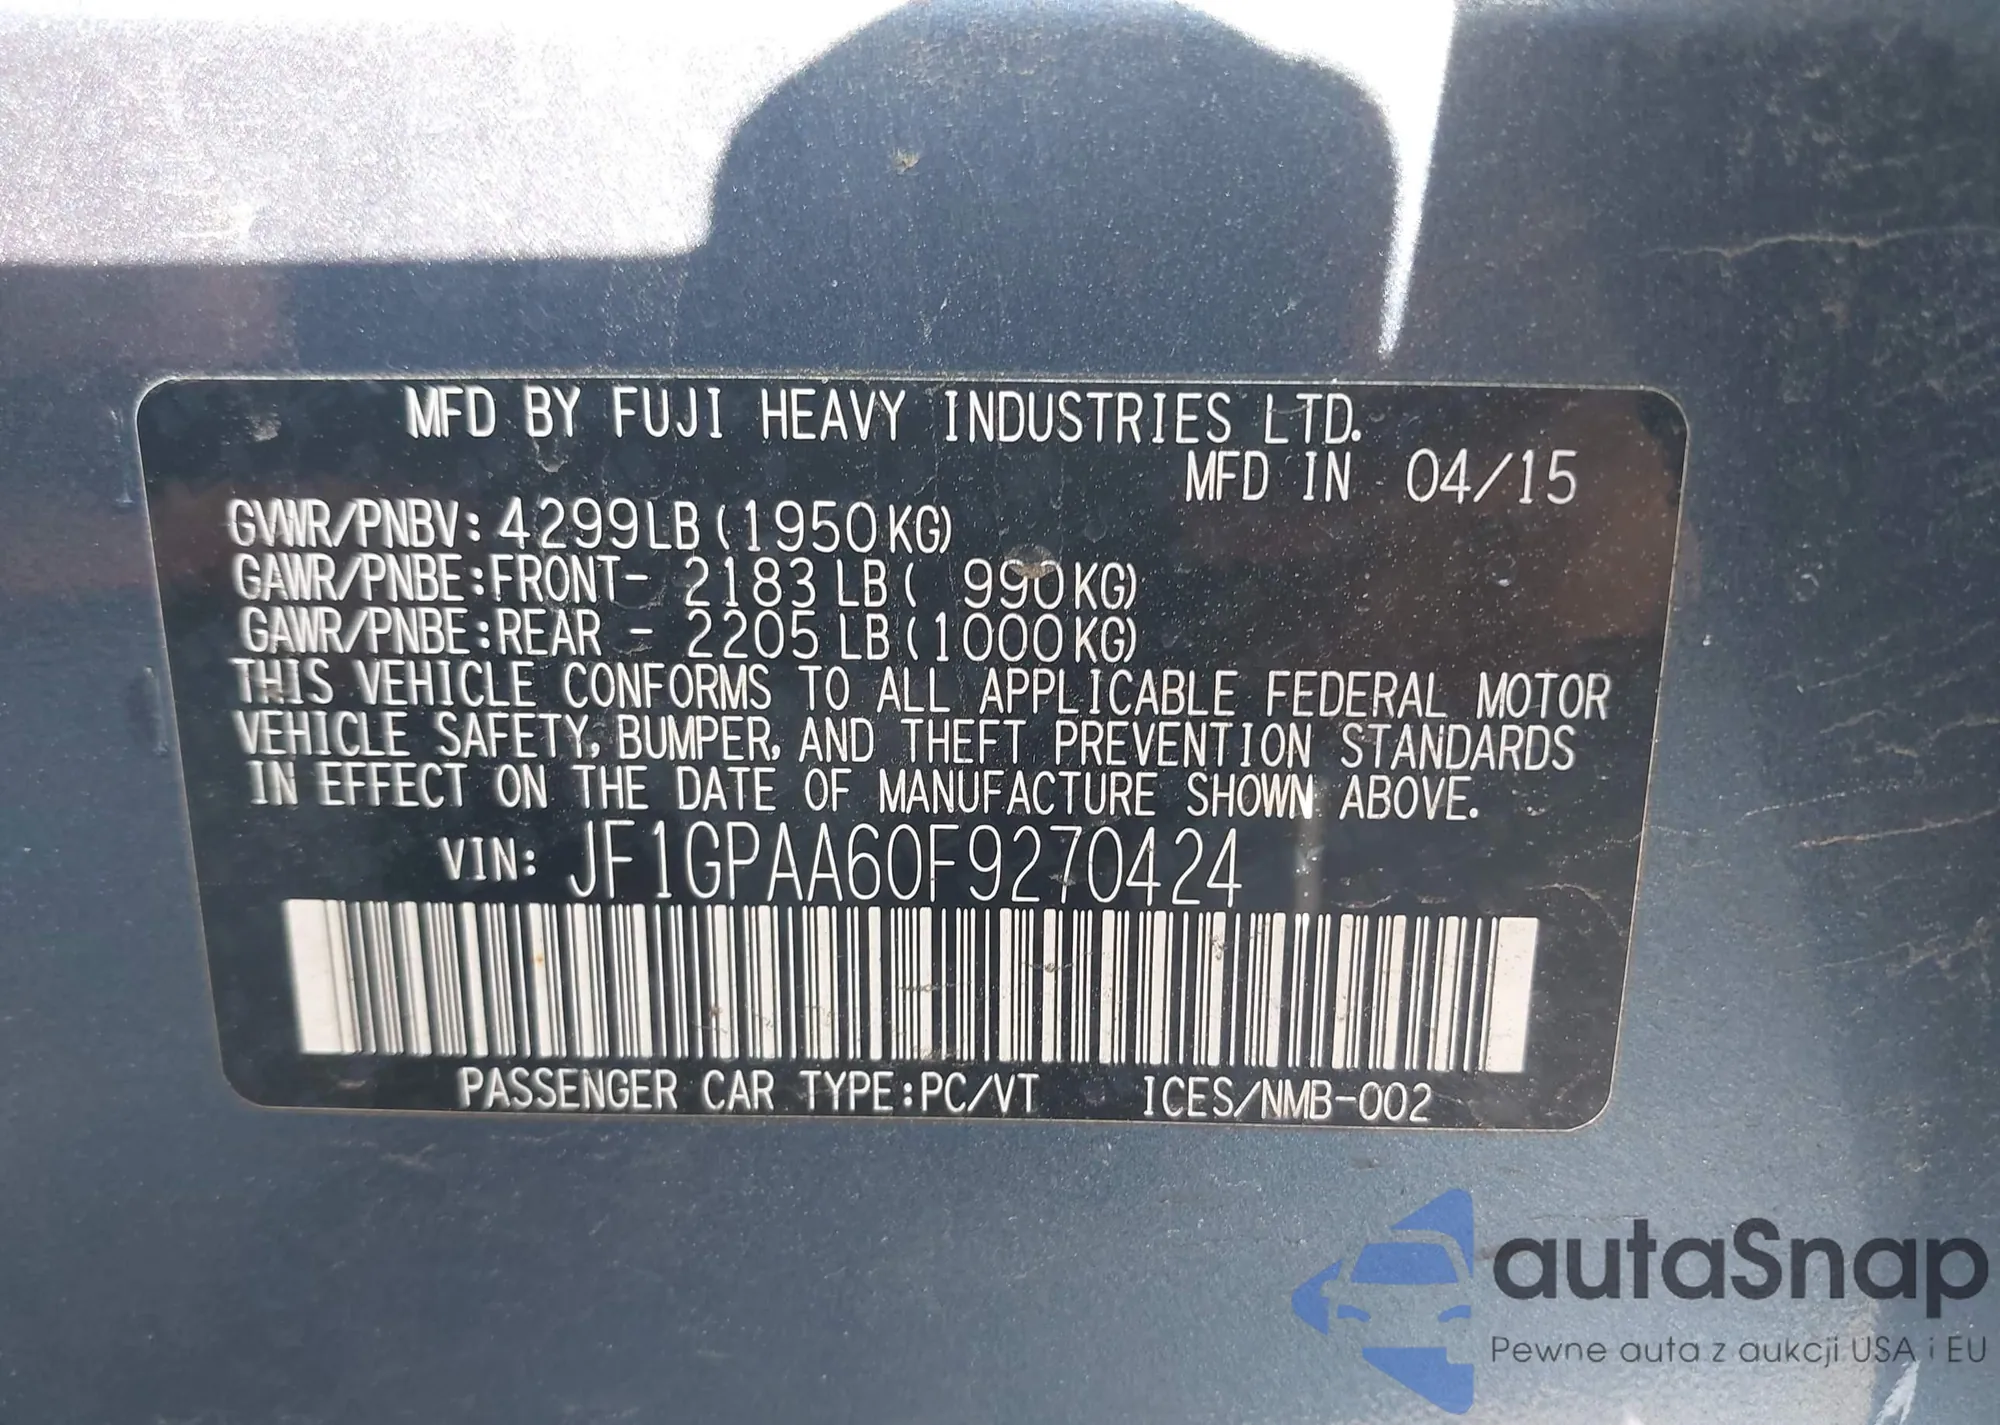 MFD BY FUJI HEAVY INDUSTRIES LTD.
MFD IN 04/15
GVWR/PNBV: 4299LB (1950KG)
GAWR/PNBE:FRONT- 2183 LB ( 990KG)
GAWR/PNBE:REAR - 2205 LB (1000KG)
THIS VEHICLE CONFORMS TO ALL APPLICABLE FEDERAL MOTOR
VEHICLE SAFETY, BUMPER, AND THEFT PREVENTION STANDARDS
IN EFFECT ON THE DATE OF MANUFACTURE SHOWN ABOVE.
VIN: JF1GPAA60F9270424
PASSENGER CAR TYPE:PC/VT ICES/NMB-002
autaSnap
Pewne auta z aukcji USA i EU